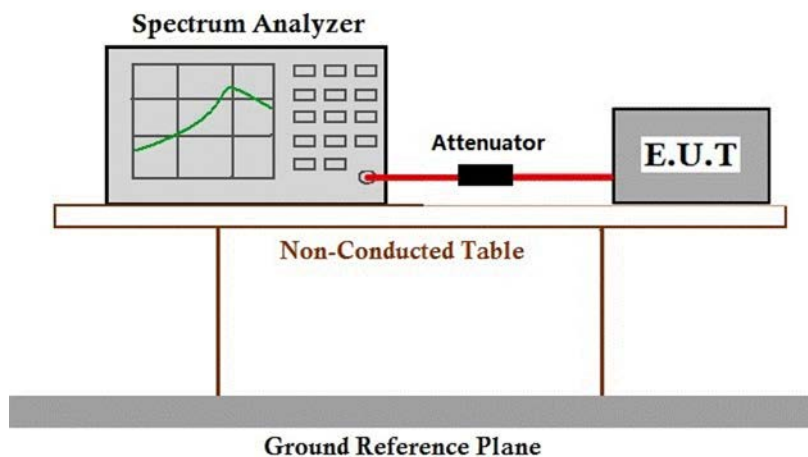 Spectrum Analyzer
Attenuator
E.U.T
Non-Conducted Table
Ground Reference Plane